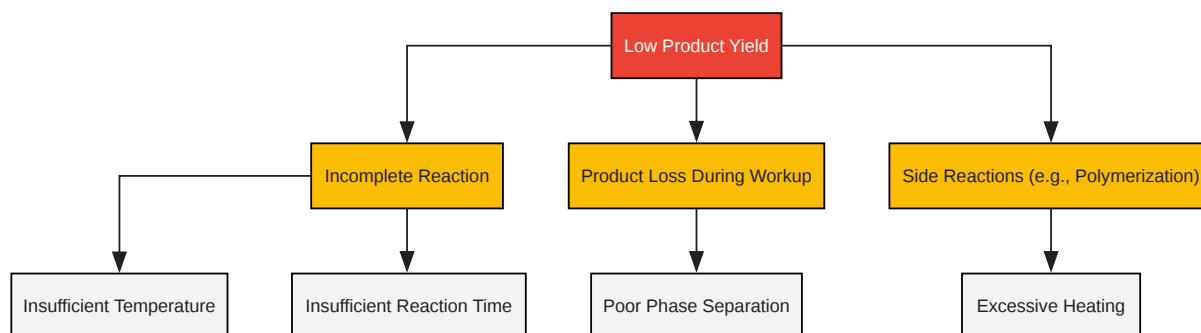 Low Product Yield
Incomplete Reaction
Product Loss During Workup
Side Reactions (e.g., Polymerization)
Insufficient Temperature
Insufficient Reaction Time
Poor Phase Separation
Excessive Heating